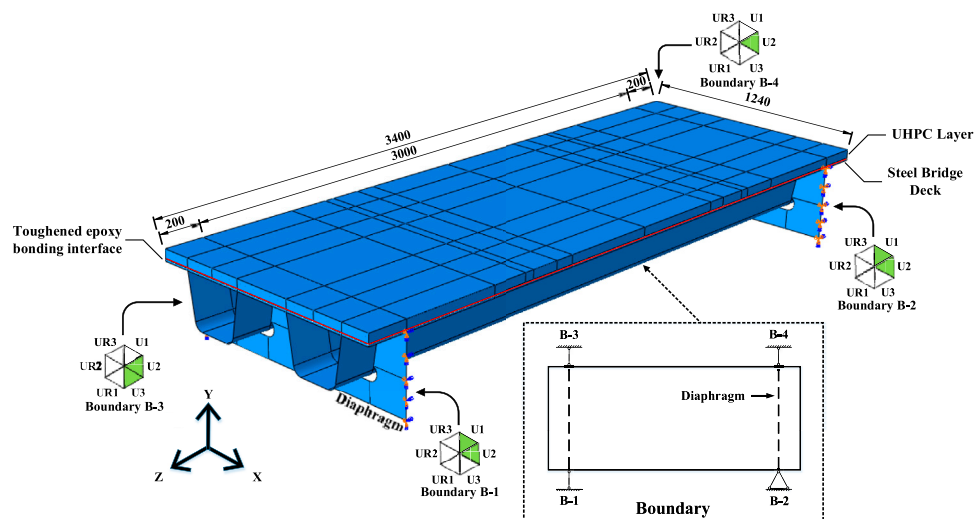 UR3 U1
UR2 U2
UR1 U3
Boundary B-4
200
1240
3400
3000
UHPC Layer
Steel Bridge
Deck
200
Toughened epoxy
bonding interface
UR3 U1
UR2 U2
UR1 U3
Boundary B-2
UR3 U1
UR2 U2
UR1 U3
Boundary B-3
Diaphragm
B-3 B-4
Diaphragm
B-1 B-2
Boundary
Y
Z X
UR3 U1
UR2 U2
UR1 U3
Boundary B-1